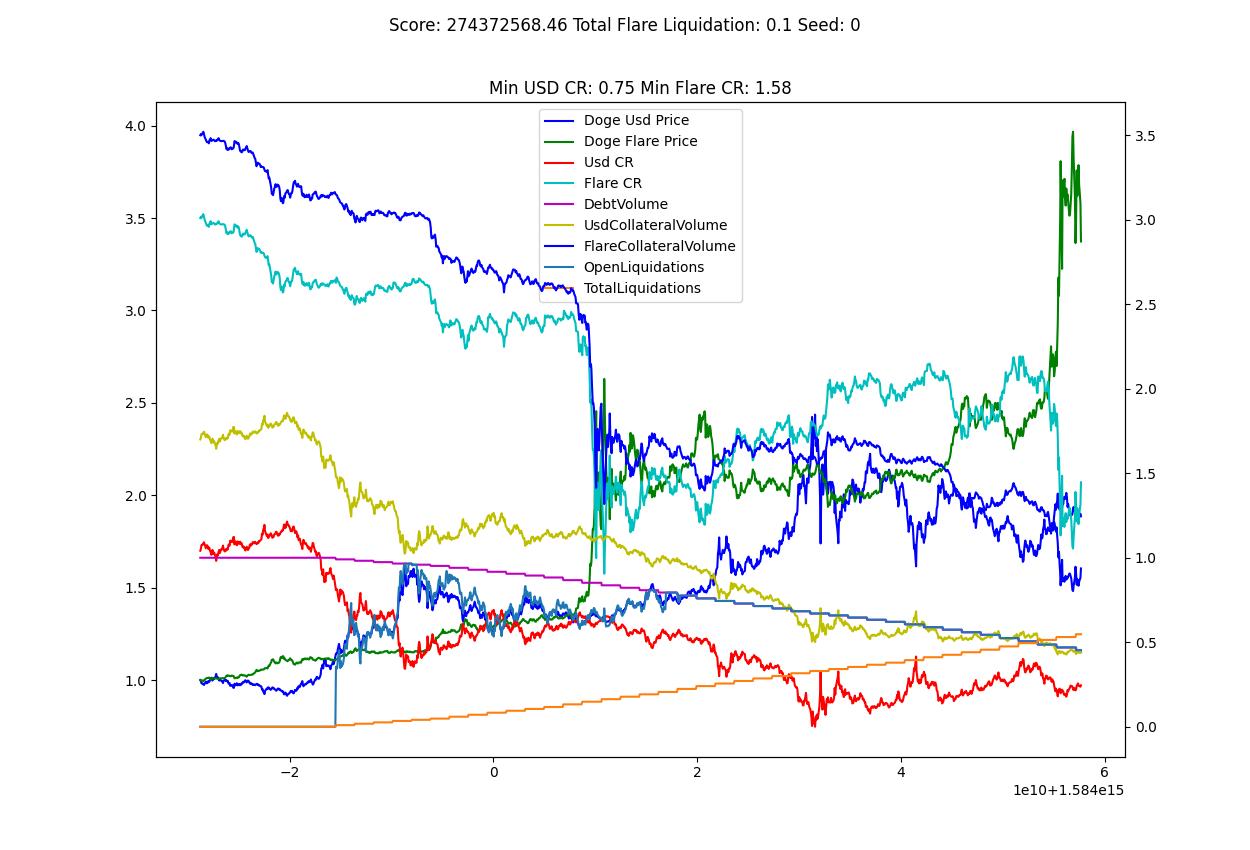 Score: 274372568.46 Total Flare Liquidation: 0.1 Seed: 0
Min USD CR: 0.75 Min Flare CR: 1.58
Doge Usd Price
Doge Flare Price
Usd CR
Flare CR
DebtVolume
UsdCollateralVolume
FlareCollateralVolume
OpenLiquidations
TotalLiquidations
4.0
3.5
3.0
2.5
2.0
1.5
1.0
3.5
3.0
2.5
2.0
1.5
1.0
0.5
0.0
−2
0
2
4
6
1e10+1.584e15